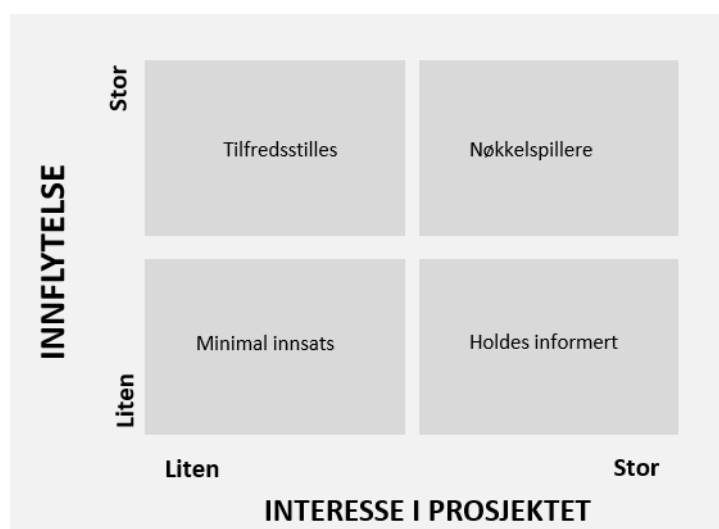 Stor
Tilfredsstilles
Nøkkelspillere
INNFLYTELSE
Minimal innsats
Holdes informert
Liten
Liten
Stor
INTERESSE I PROSJEKTET